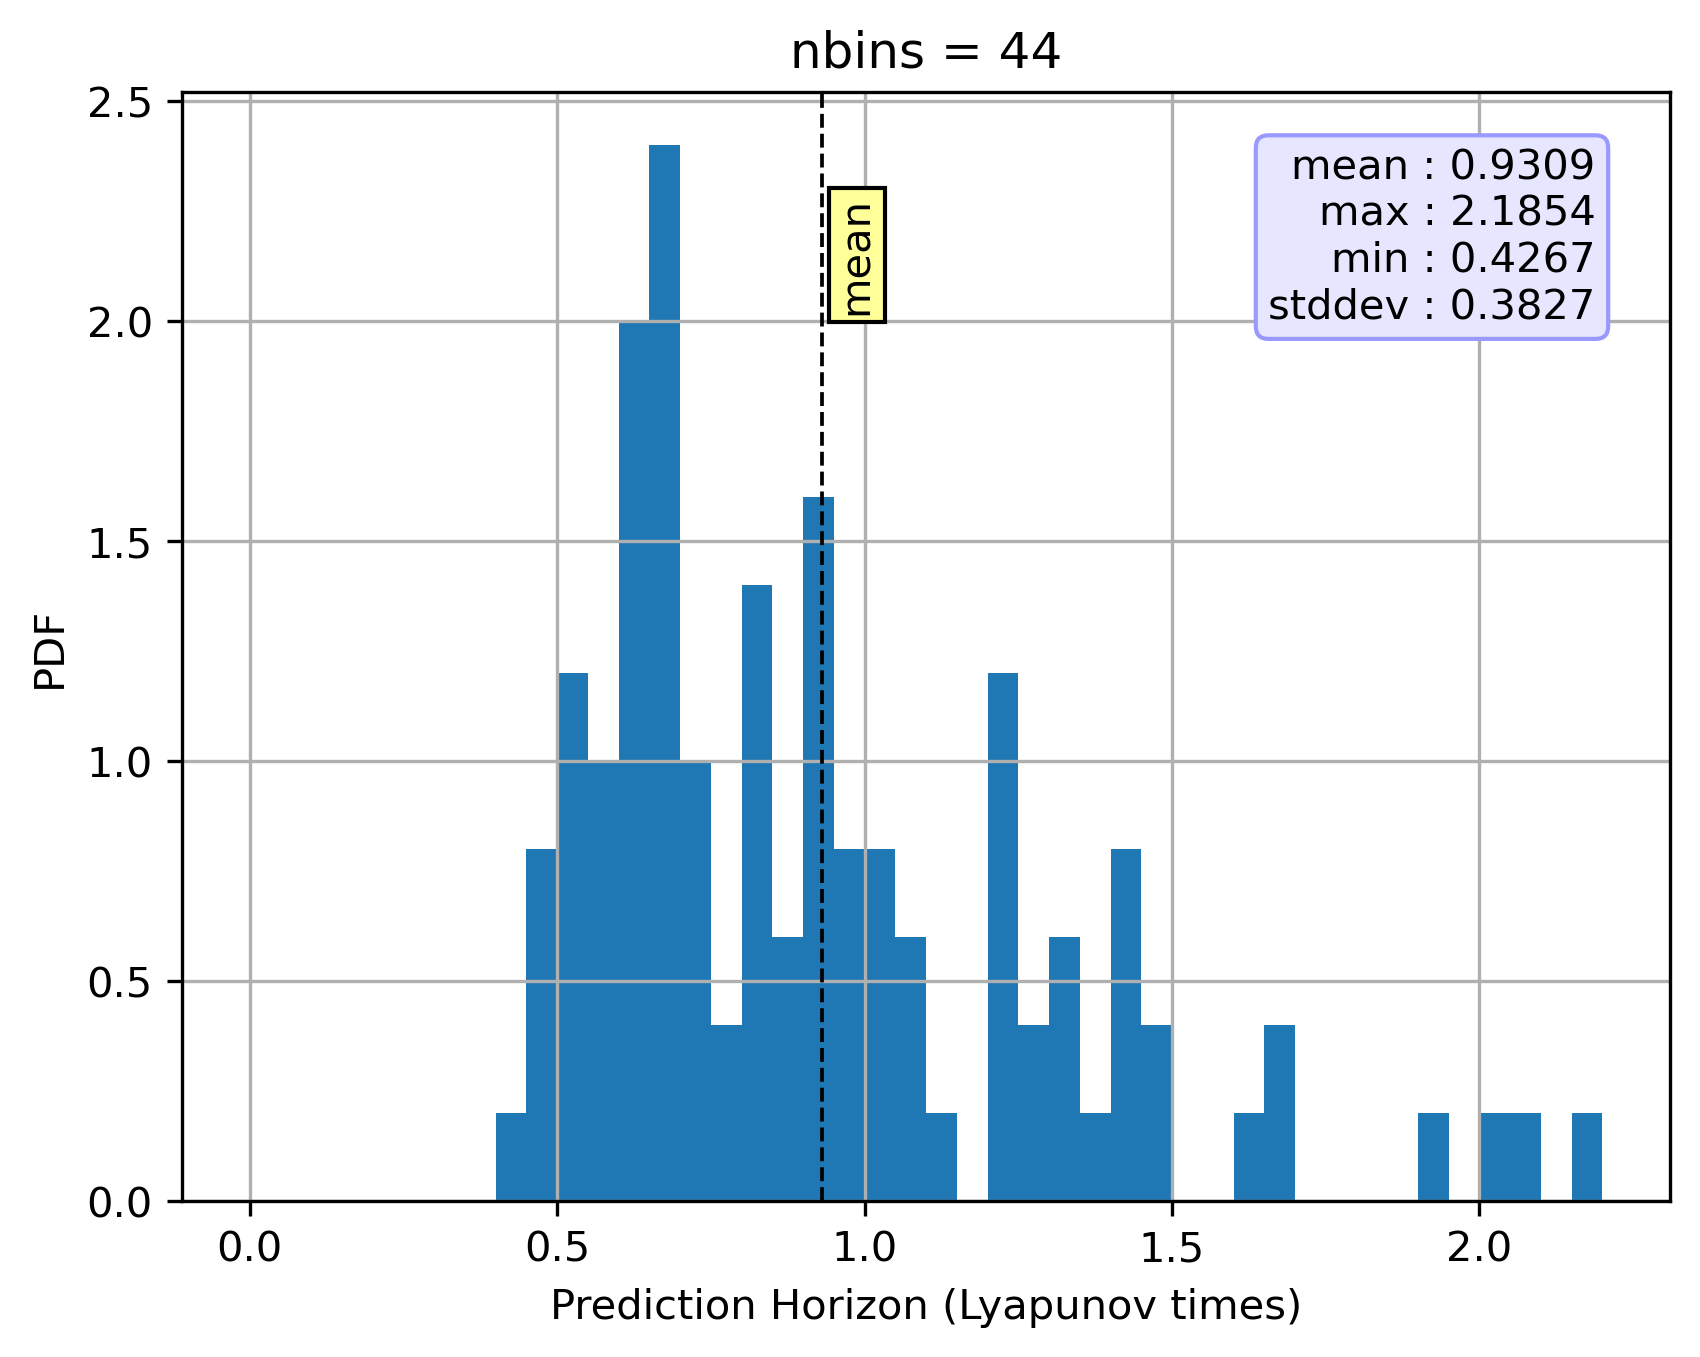 nbins = 44
2.5
2.0
1.5
1.0
0.5
0.0
PDF
mean
mean : 0.9309
max : 2.1854
min : 0.4267
stddev : 0.3827
0.0 0.5 1.0 1.5 2.0
Prediction Horizon (Lyapunov times)